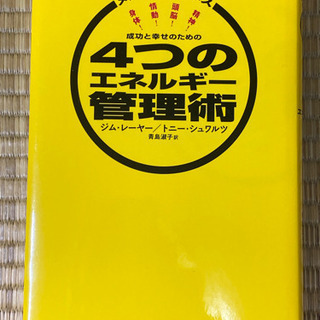 身体!
情動!
頭脳!
精神!
成功と幸せのための
4つの
エネルギー
管理術
ジム・レーヤー/トニー・シュワルツ
青島淑子訳